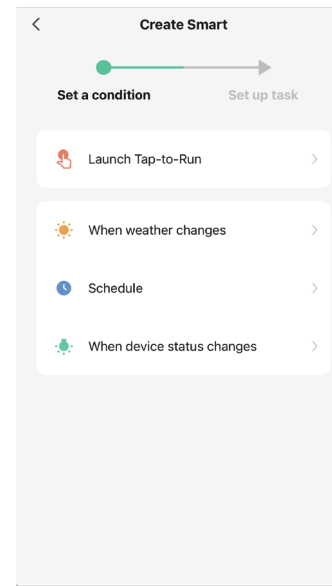 Create Smart
Set a condition
Set up task
Launch Tap-to-Run
When weather changes
Schedule
When device status changes